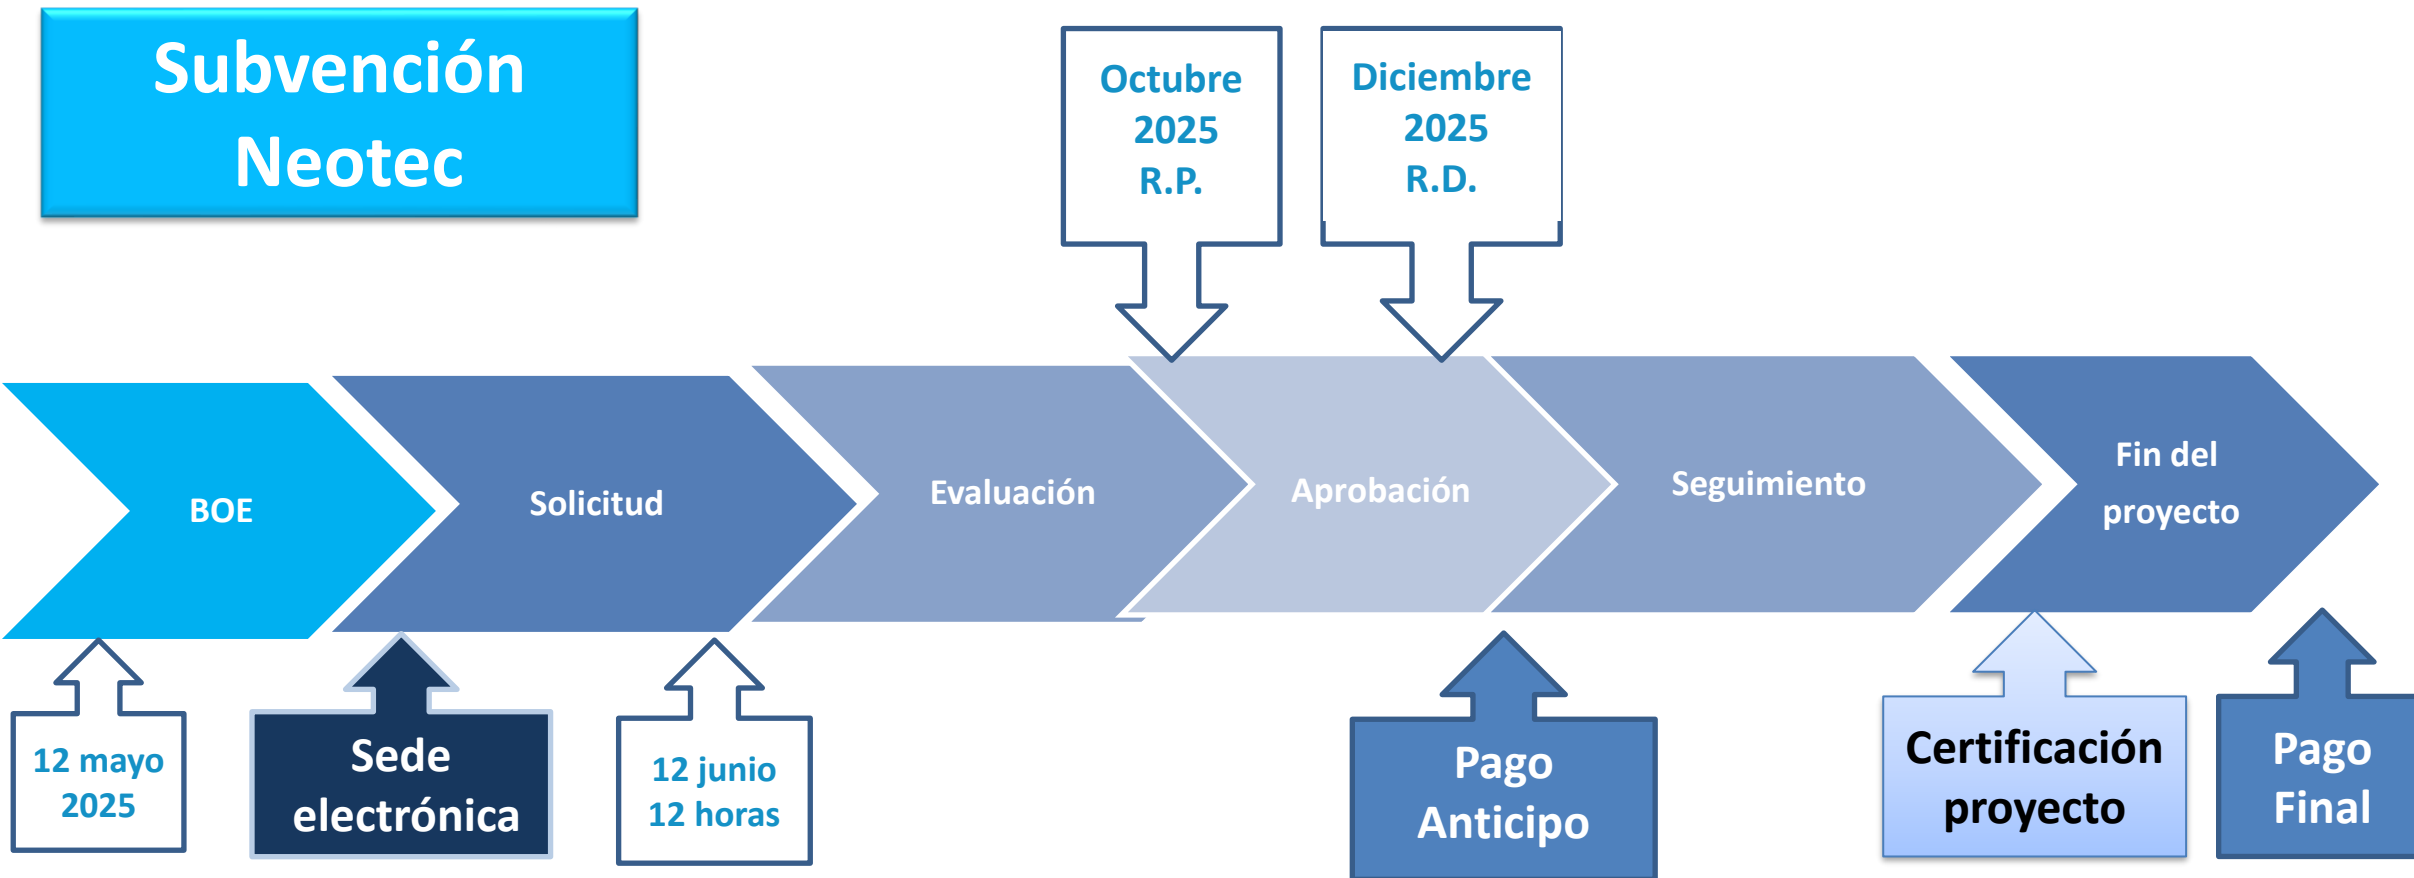 Subvención
Neotec
Octubre
2025
R.P.
Diciembre
2025
R.D.
BOE
Solicitud
Evaluación
Aprobación
Seguimiento
Fin del
proyecto
12 mayo
2025
Sede
electrónica
12 junio
12 horas
Pago
Anticipo
Certificación
proyecto
Pago
Final